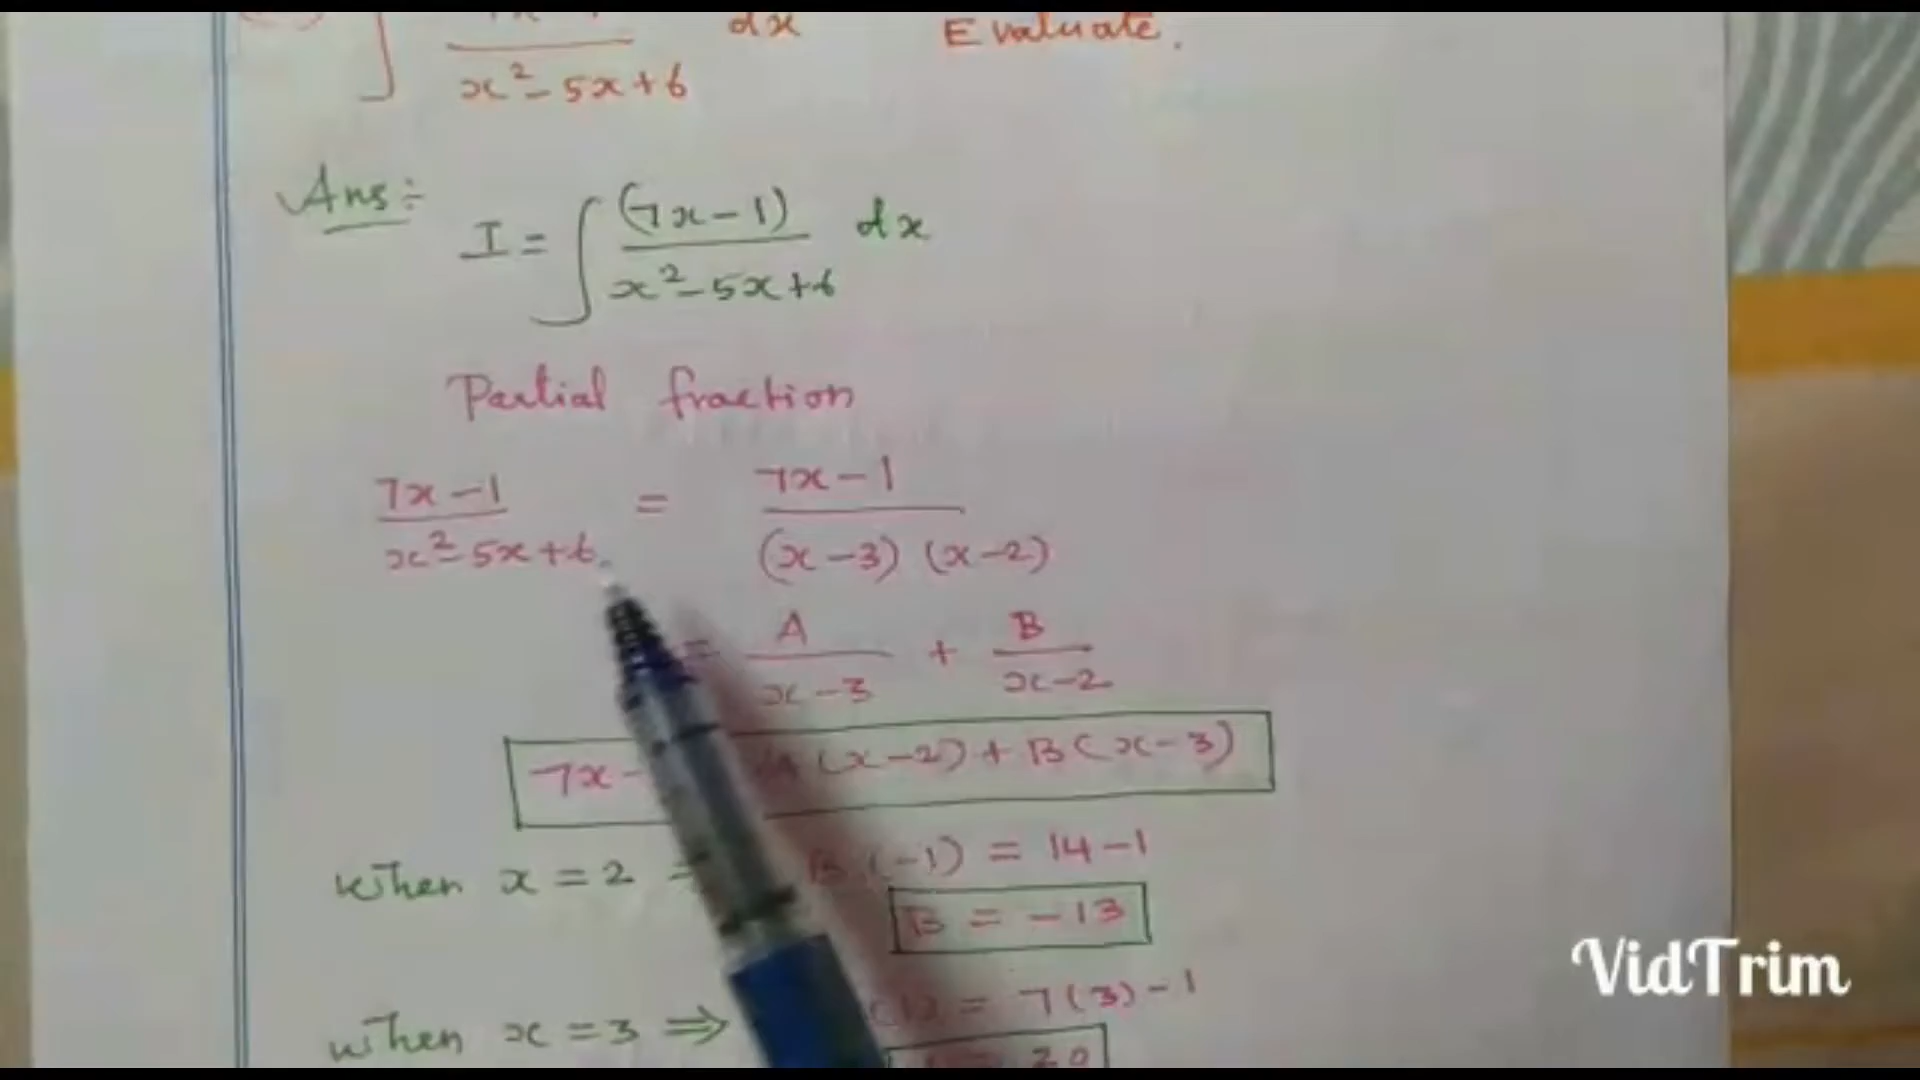 dx Evaluate.
x² - 5x + 6
Ans :-
I = ∫ (7x - 1) / x² - 5x + 6 dx
Partial fraction
7x - 1 / x² - 5x + 6 = 7x - 1 / (x - 3) (x - 2)
= A / x - 3 + B / x - 2
7x - (x - 2) + B (x - 3)
When x = 2 B (-1) = 14 - 1
B = -13
When x = 3 ⇒ = 7(3) - 1
20
VidTrim